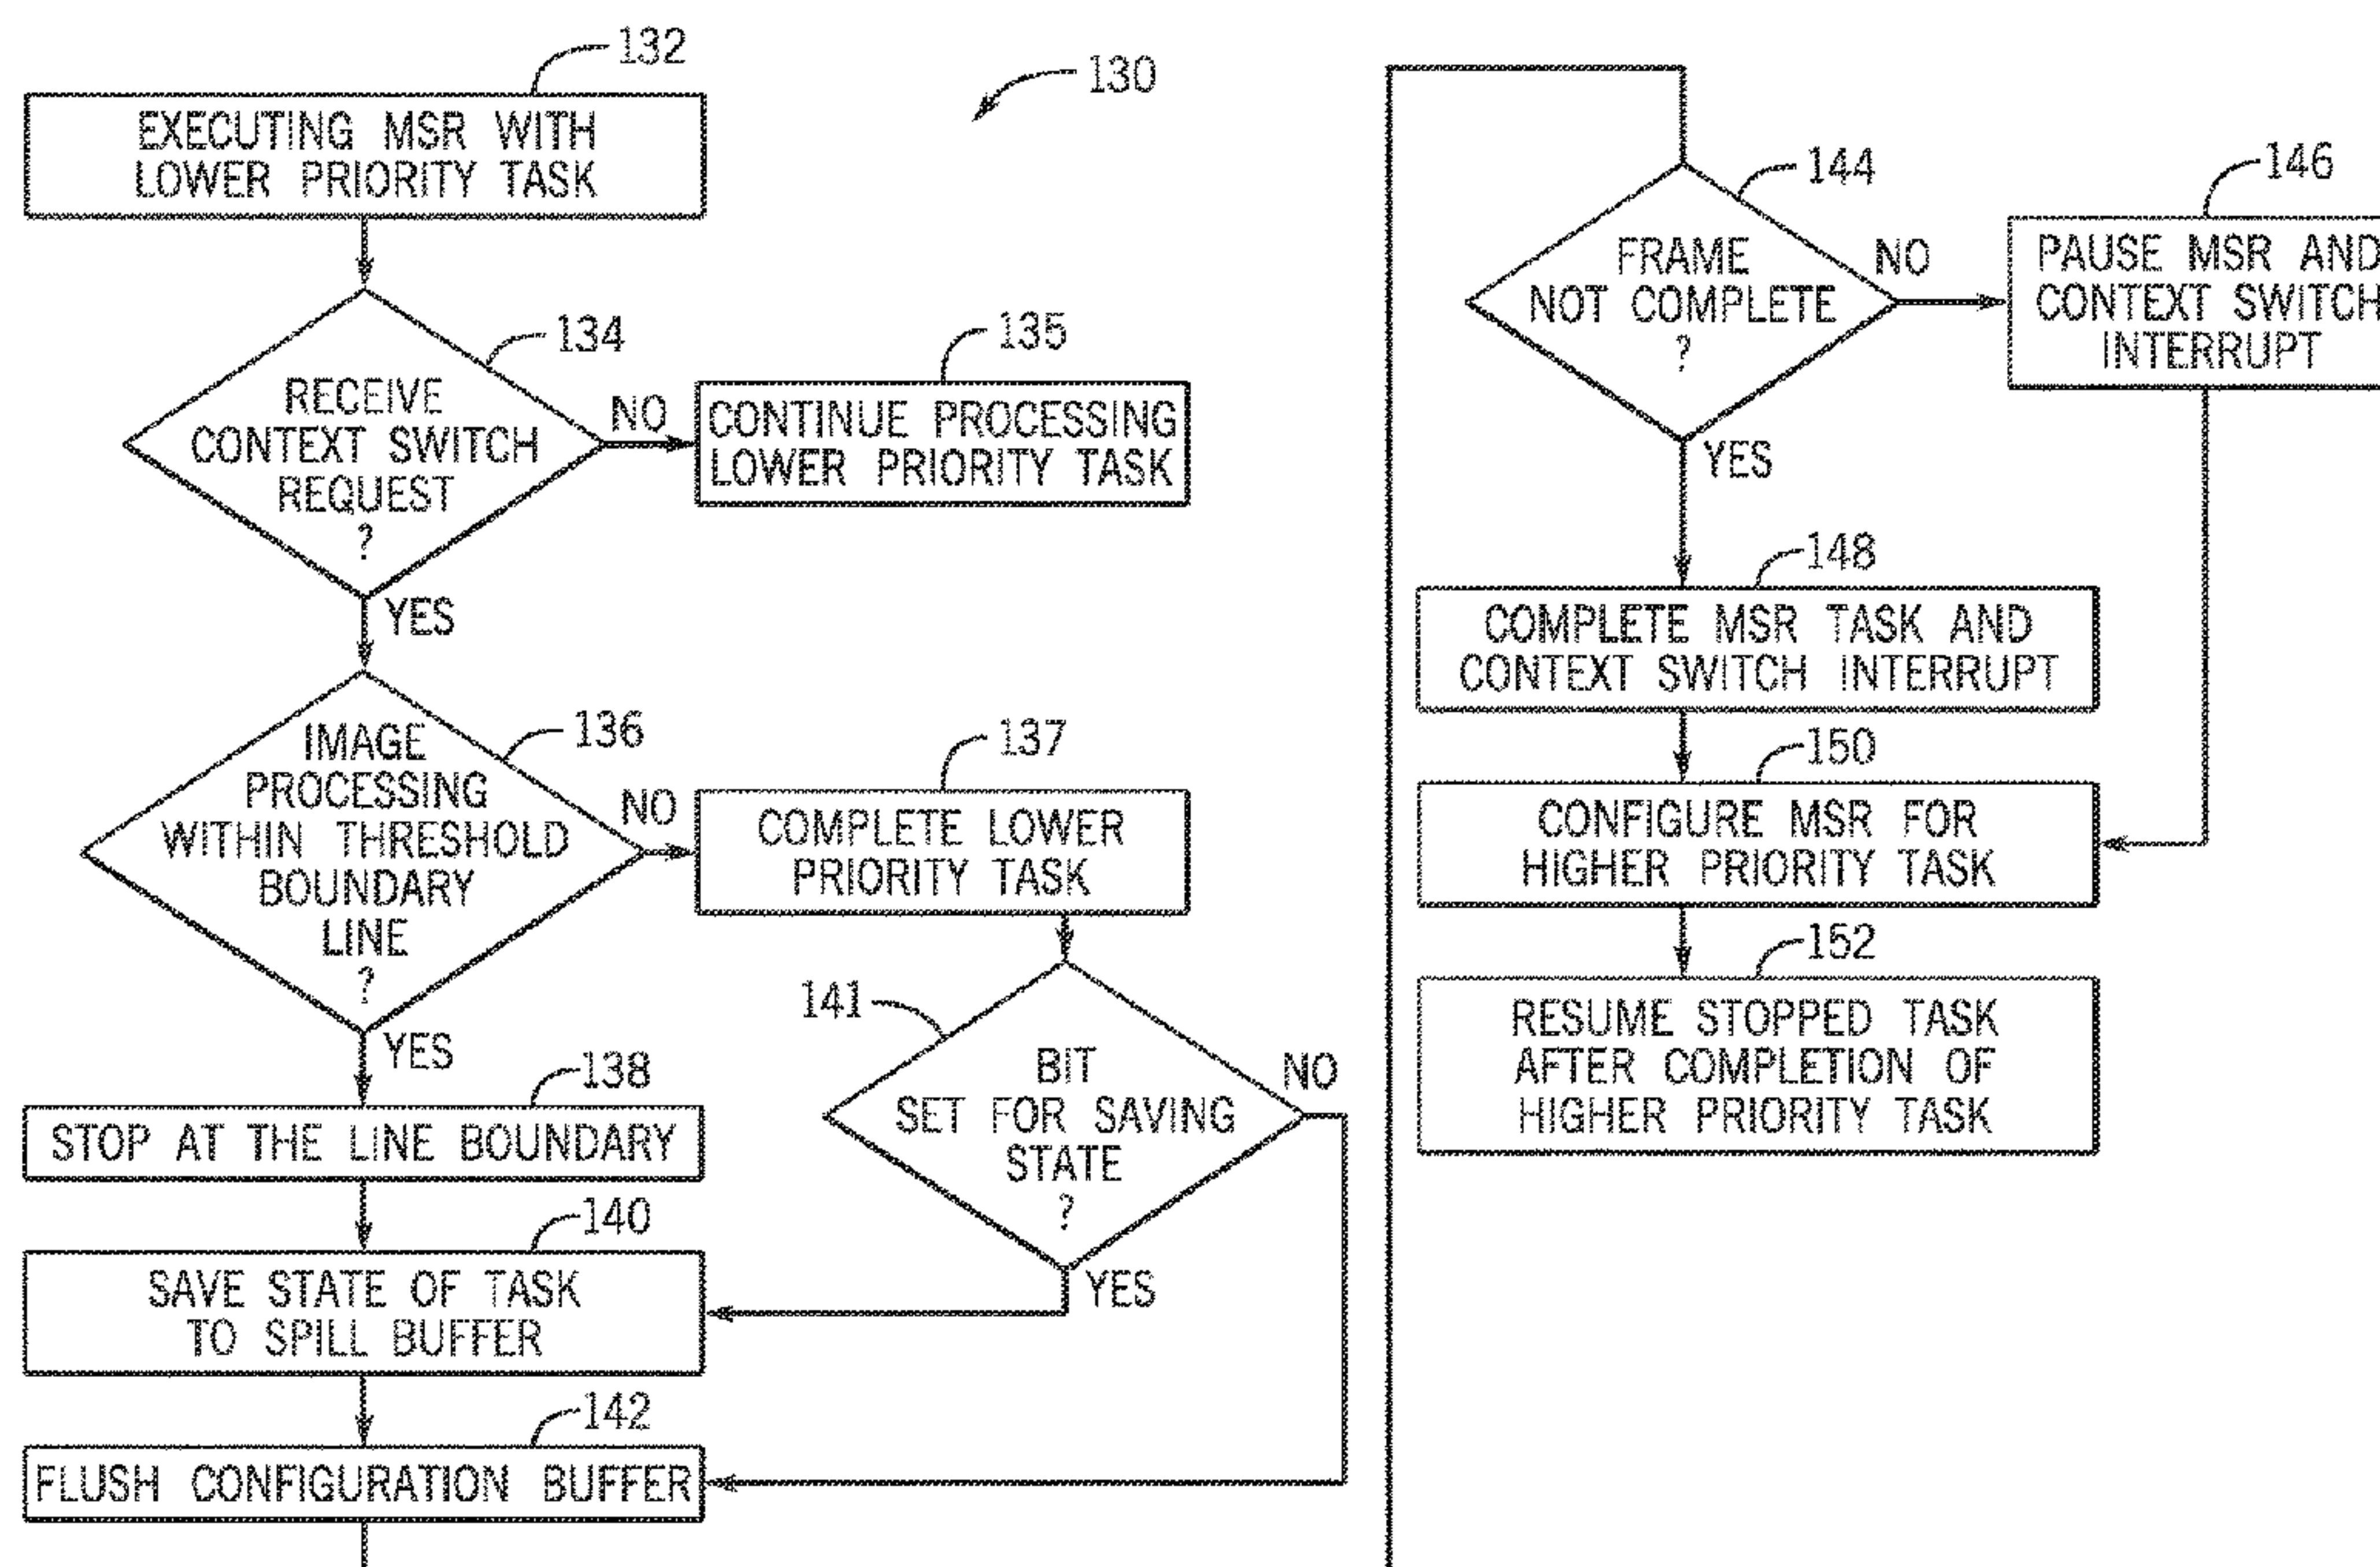 132
130
EXECUTING MSR WITH
LOWER PRIORITY TASK
134
RECEIVE
CONTEXT SWITCH
REQUEST
?
NO
YES
135
CONTINUE PROCESSING
LOWER PRIORITY TASK
136
IMAGE
PROCESSING
WITHIN THRESHOLD
BOUNDARY
LINE
?
NO
YES
137
COMPLETE LOWER
PRIORITY TASK
141
BIT
SET FOR SAVING
STATE
?
NO
YES
138
STOP AT THE LINE BOUNDARY
140
SAVE STATE OF TASK
TO SPILL BUFFER
142
FLUSH CONFIGURATION BUFFER
144
FRAME
NOT COMPLETE
?
NO
YES
146
PAUSE MSR AND
CONTEXT SWITCH
INTERRUPT
148
COMPLETE MSR TASK AND
CONTEXT SWITCH INTERRUPT
150
CONFIGURE MSR FOR
HIGHER PRIORITY TASK
152
RESUME STOPPED TASK
AFTER COMPLETION OF
HIGHER PRIORITY TASK